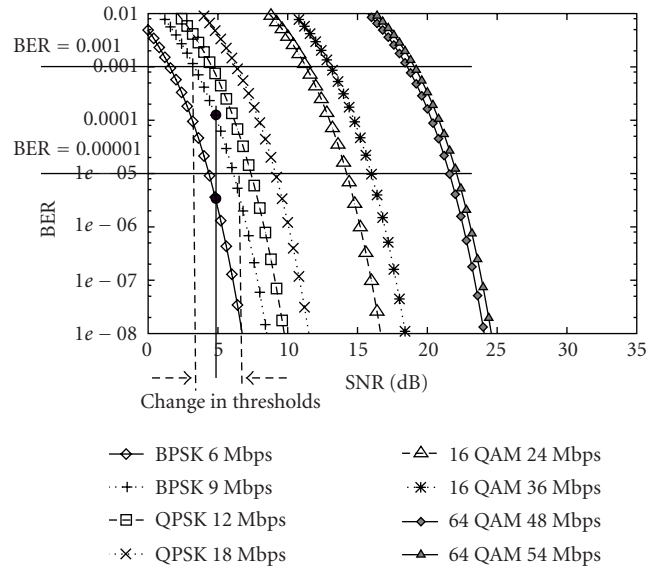 0.01
BER = 0.001
0.001
0.0001
BER = 0.00001
1e−05
BER
1e−06
1e−07
1e−08
0 5 10 15 20 25 30 35
SNR (dB)
Change in thresholds
BPSK 6 Mbps
BPSK 9 Mbps
QPSK 12 Mbps
QPSK 18 Mbps
16 QAM 24 Mbps
16 QAM 36 Mbps
64 QAM 48 Mbps
64 QAM 54 Mbps